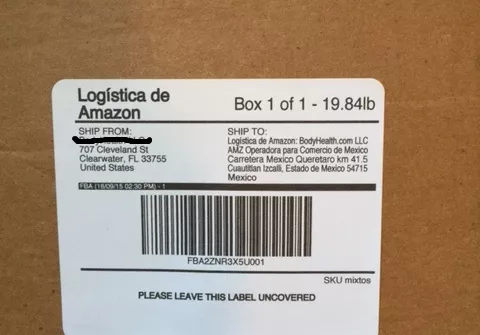 Logística de
Amazon
Box 1 of 1 - 19.84lb
SHIP FROM:
707 Cleveland St
Clearwater, FL 33755
United States
SHIP TO:
Logística de Amazon: BodyHealth.com LLC
AMZ Operadora para Comercio de Mexico
Carretera Mexico Queretaro km 41.5
Cuautitlan Izcalli, Estado de Mexico 54715
Mexico
FBA (18/09/15 02:30 PM) - 1
FBA2ZNR3X5U001
SKU mixtos
PLEASE LEAVE THIS LABEL UNCOVERED